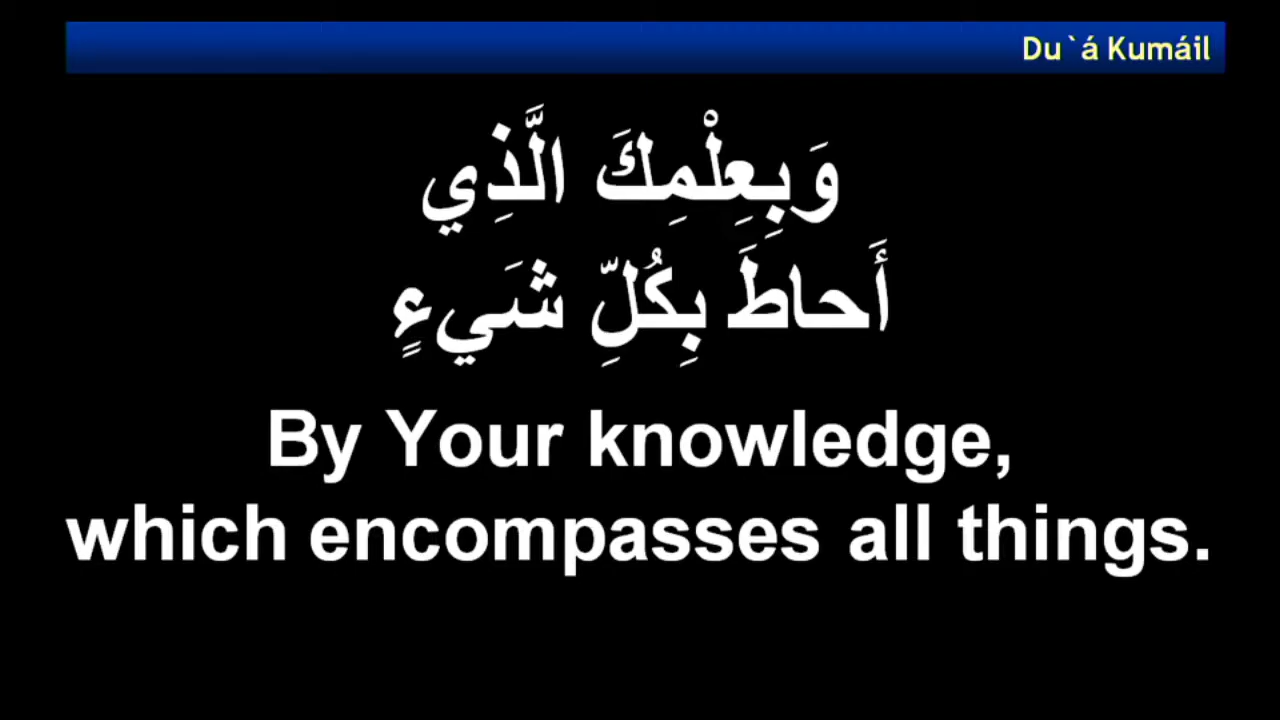 Du`á Kumáil
وَبِعِلْمِكَ الَّذِي
أَحاطَ بِكُلِّ شَيءٍ
By Your knowledge,
which encompasses all things.